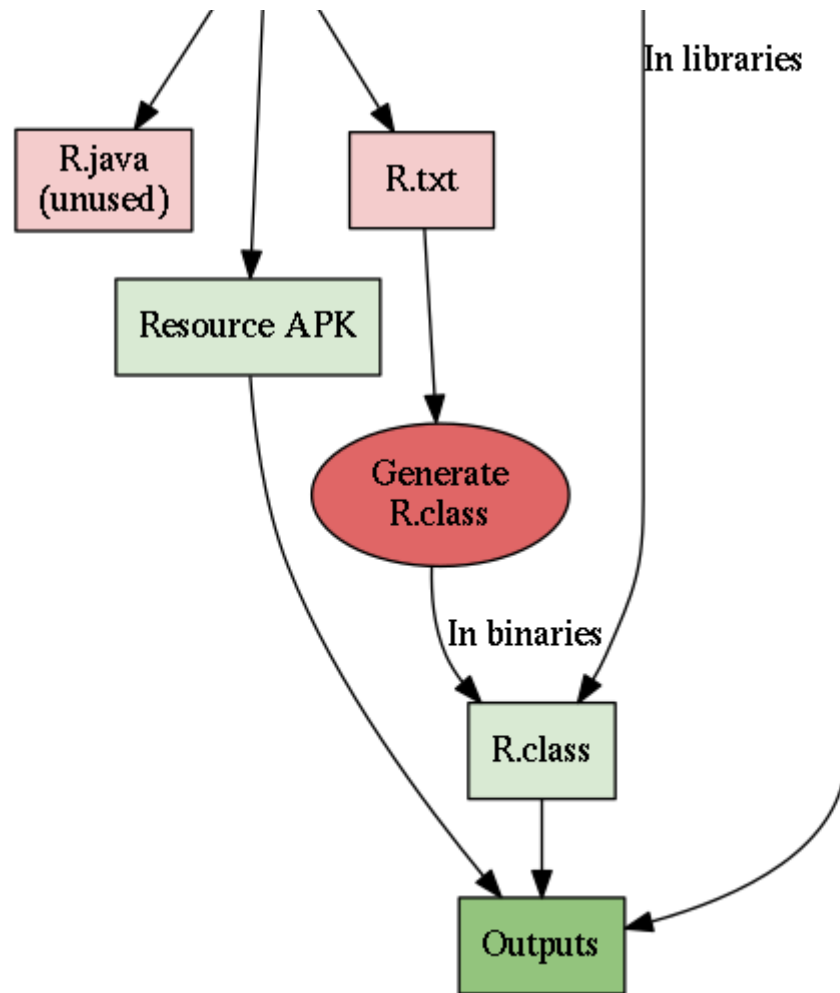 In libraries
R.java
(unused)
R.txt
Resource APK
Generate
R.class
In binaries
R.class
Outputs